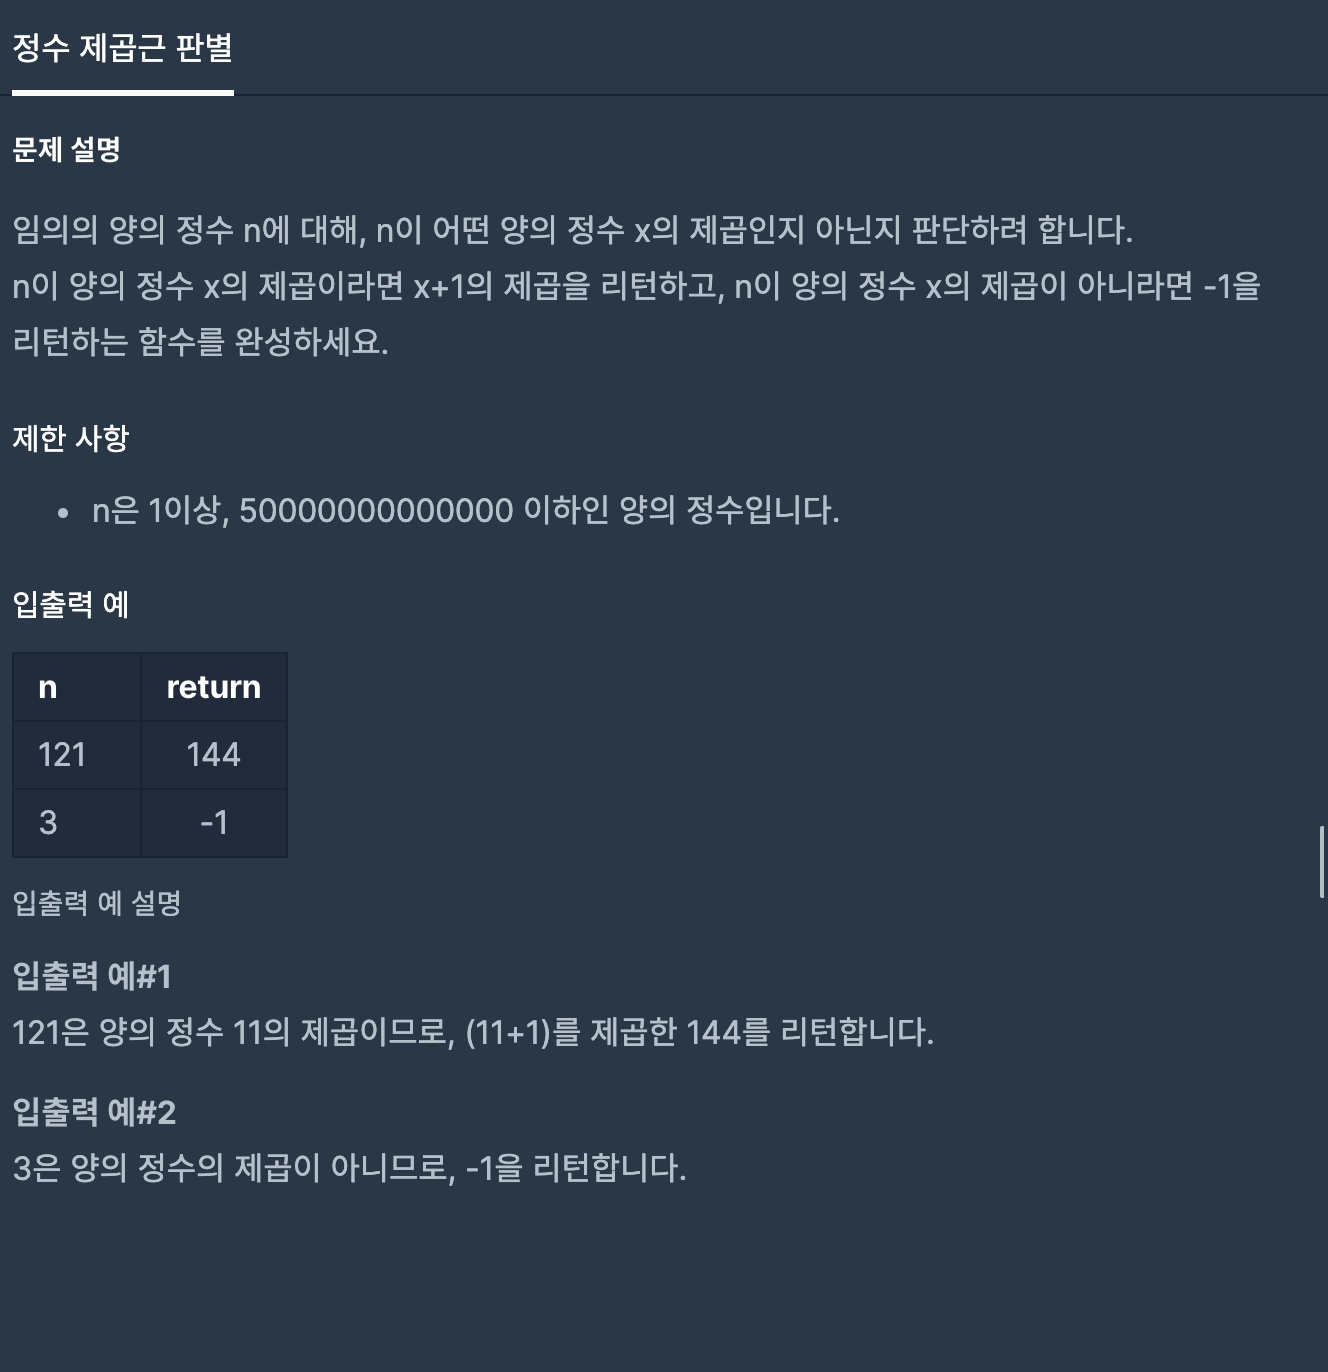 정수 제곱근 판별
문제 설명
임의의 양의 정수 n에 대해, n이 어떤 양의 정수 x의 제곱인지 아닌지 판단하려 합니다.
n이 양의 정수 x의 제곱이라면 x+1의 제곱을 리턴하고, n이 양의 정수 x의 제곱이 아니라면 -1을
리턴하는 함수를 완성하세요.
제한 사항
• n은 1이상, 50000000000000 이하인 양의 정수입니다.
입출력 예
n return
121 144
3 -1
입출력 예 설명
입출력 예#1
121은 양의 정수 11의 제곱이므로, (11+1)를 제곱한 144를 리턴합니다.
입출력 예#2
3은 양의 정수의 제곱이 아니므로, -1을 리턴합니다.